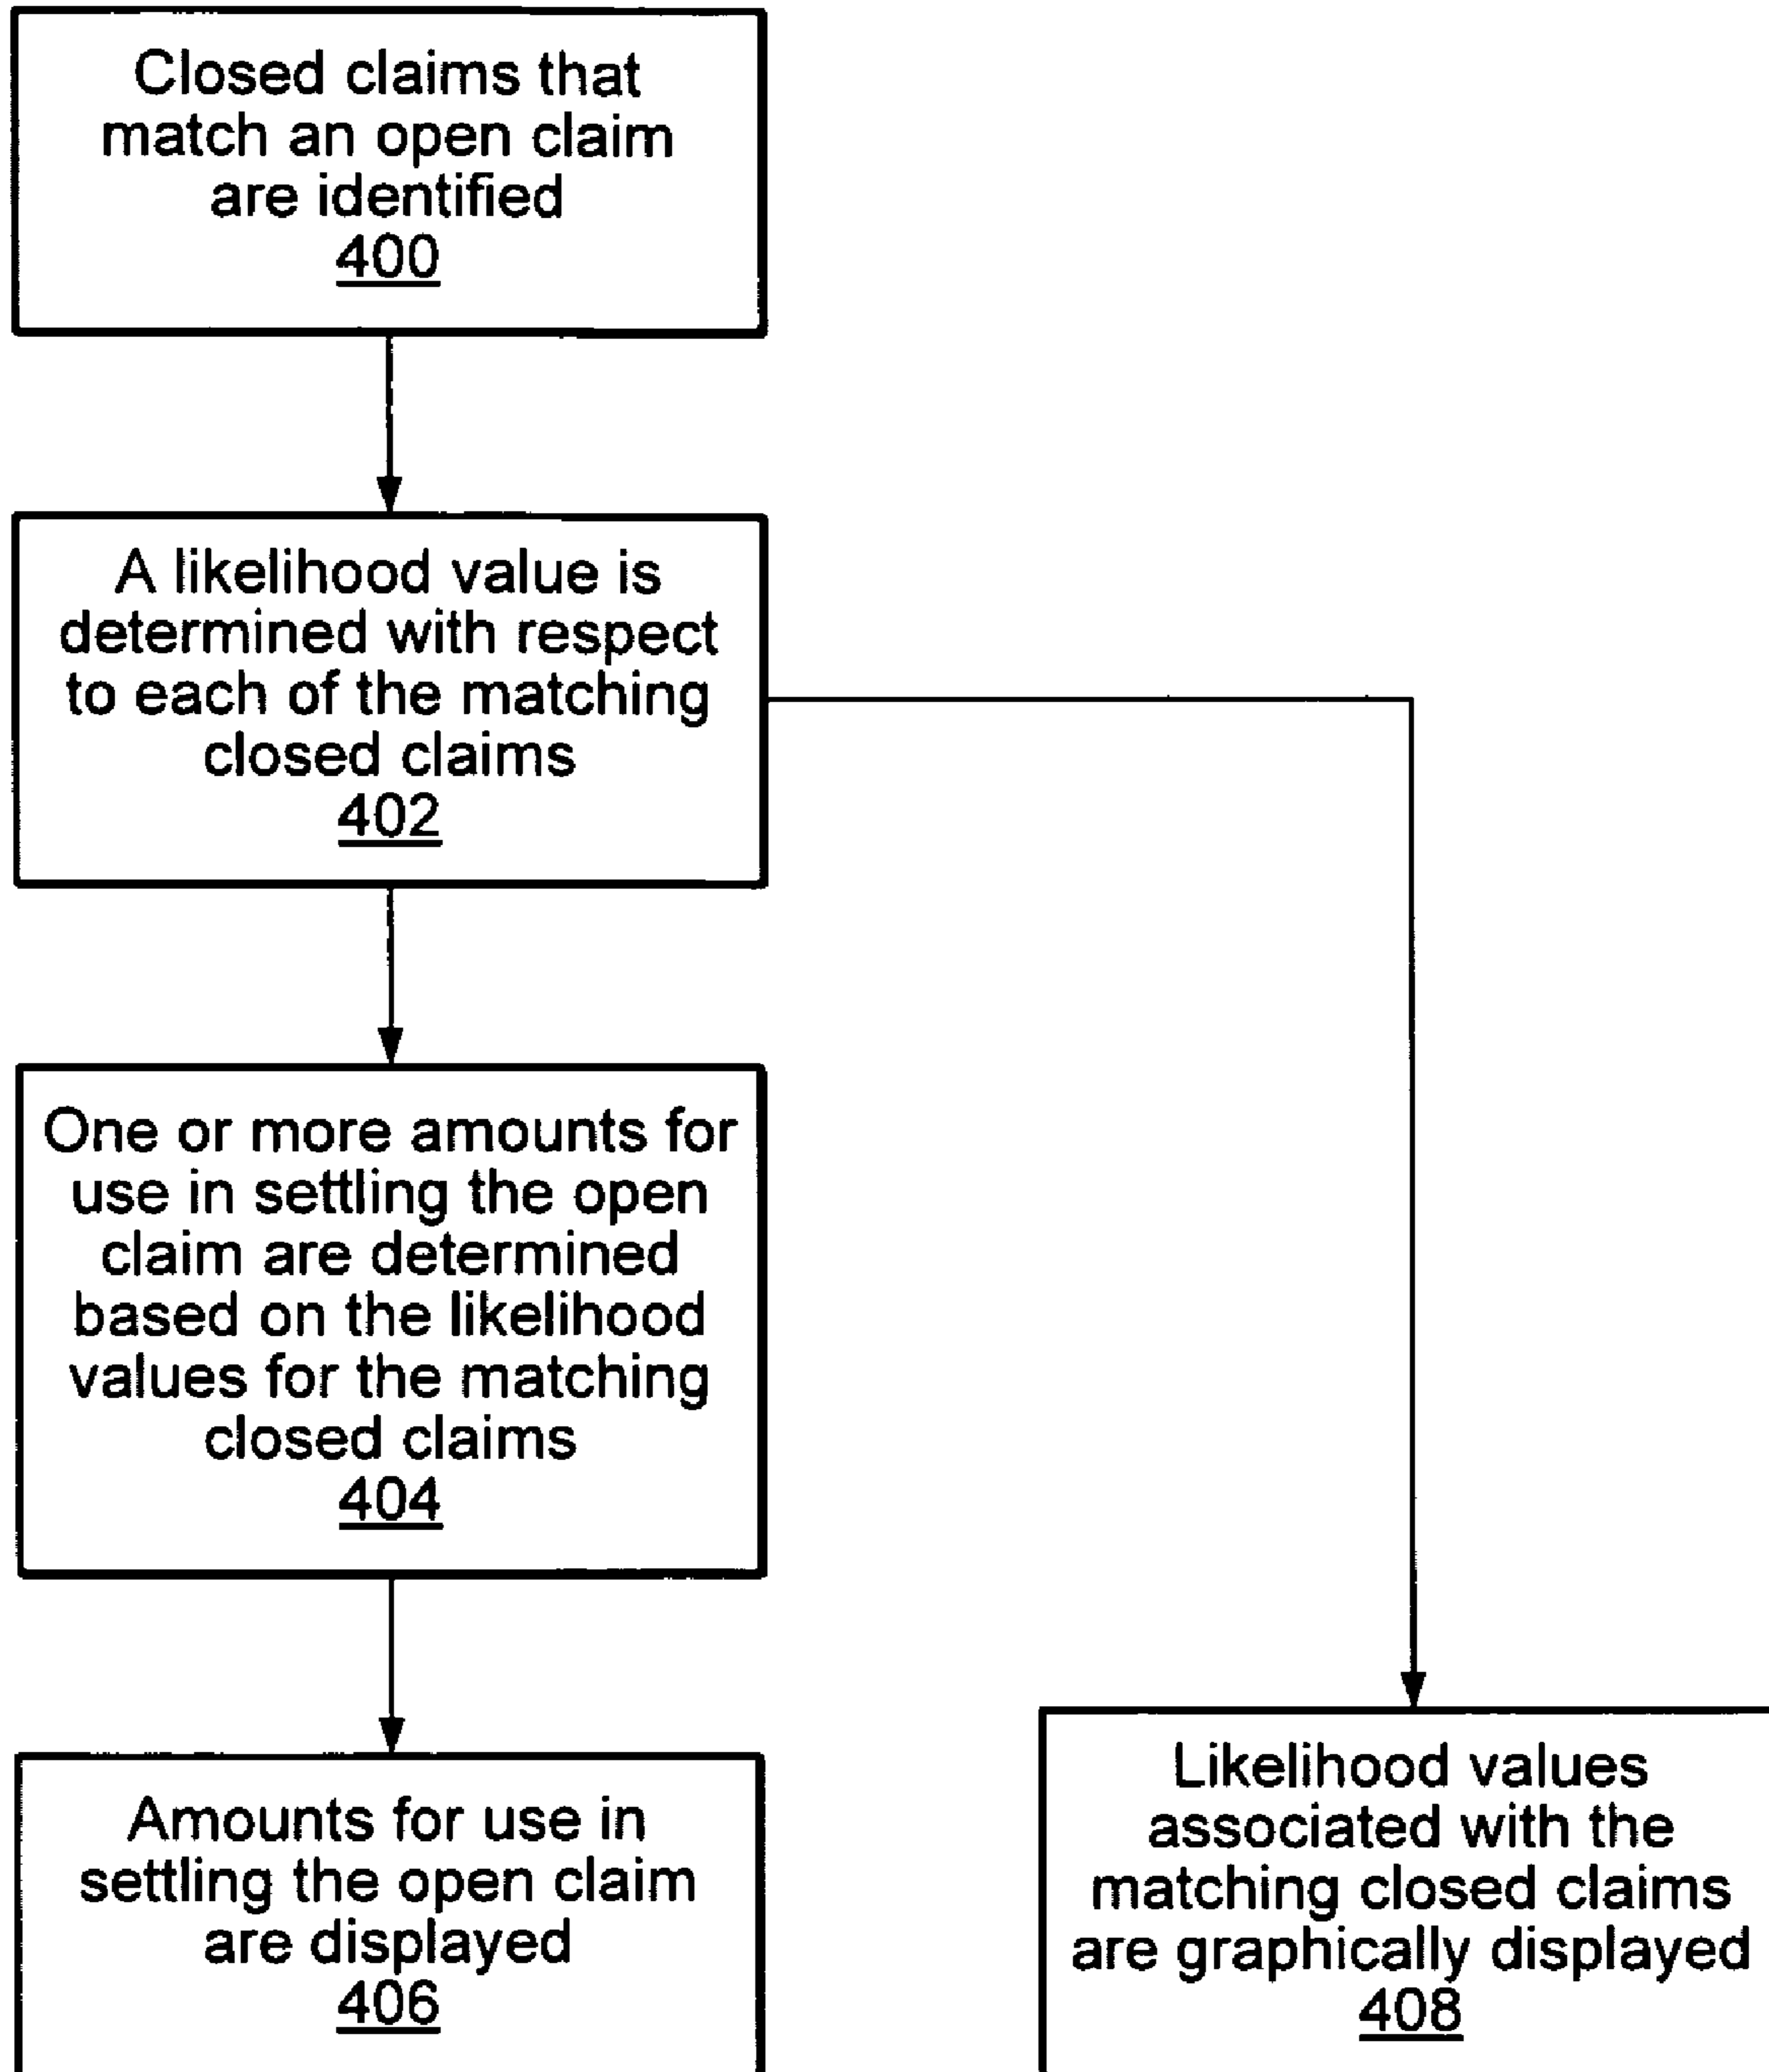 Closed claims that
match an open claim
are identified
400
A likelihood value is
determined with respect
to each of the matching
closed claims
402
One or more amounts for
use in settling the open
claim are determined
based on the likelihood
values for the matching
closed claims
404
Amounts for use in
settling the open claim
are displayed
406
Likelihood values
associated with the
matching closed claims
are graphically displayed
408